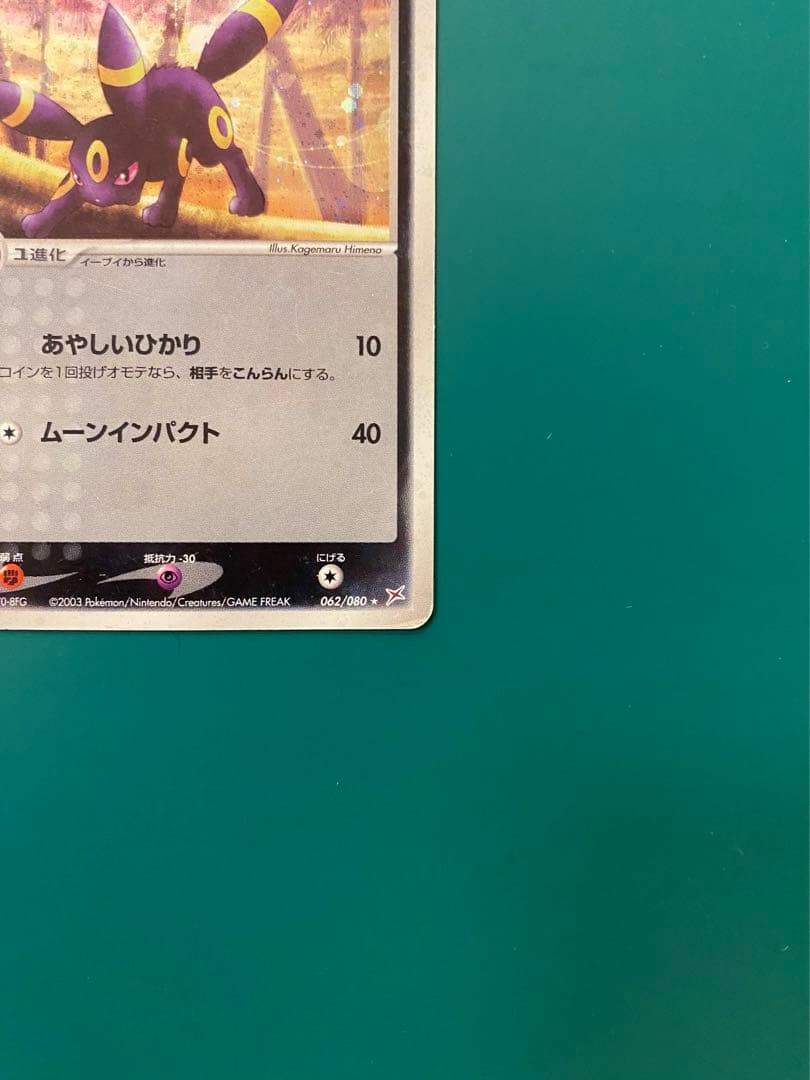 Illus.Kagemaru Himeno
1進化
イーブイから進化
あやしいひかり 10
コインを1回投げオモテなら、相手をこんらんにする。
ムーンインパクト 40
弱点 抵抗力 -30 にげる
0-8FG ©2003 Pokémon/Nintendo/Creatures/GAME FREAK 062/080 ★